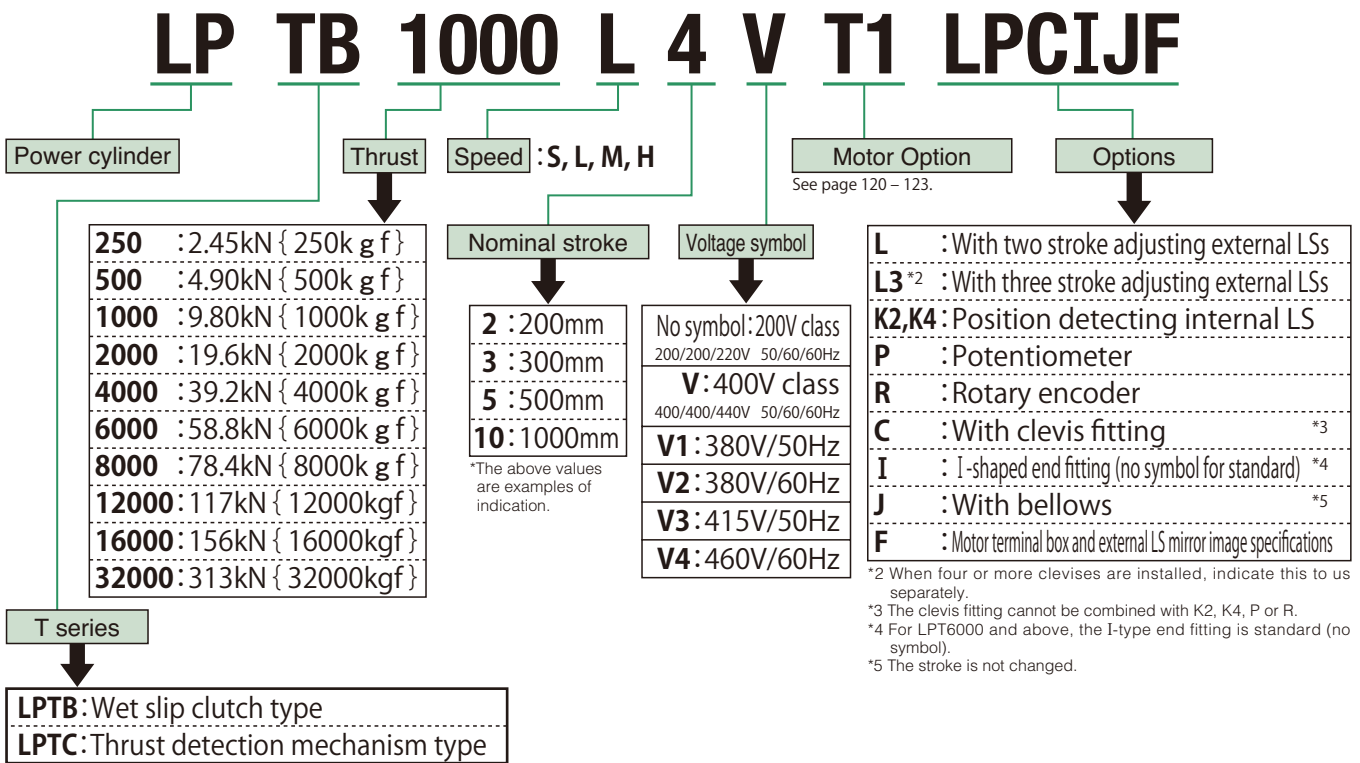 LP TB 1000 L 4 V T1 LPCIJF
Power cylinder
Thrust
Speed : S, L, M, H
Motor Option
See page 120 – 123.
Options
250 : 2.45kN { 250k g f }
500 : 4.90kN { 500k g f }
1000 : 9.80kN { 1000k g f }
2000 : 19.6kN { 2000k g f }
4000 : 39.2kN { 4000k g f }
6000 : 58.8kN { 6000k g f }
8000 : 78.4kN { 8000k g f }
12000 : 117kN { 12000kgf }
16000 : 156kN { 16000kgf }
32000 : 313kN { 32000kgf }
Nominal stroke
2 : 200mm
3 : 300mm
5 : 500mm
10 : 1000mm
*The above values
are examples of
indication.
Voltage symbol
No symbol : 200V class
200/200/220V 50/60/60Hz
V : 400V class
400/400/440V 50/60/60Hz
V1 : 380V/50Hz
V2 : 380V/60Hz
V3 : 415V/50Hz
V4 : 460V/60Hz
L : With two stroke adjusting external LSs
L3 *2 : With three stroke adjusting external LSs
K2,K4 : Position detecting internal LS
P : Potentiometer
R : Rotary encoder
C : With clevis fitting *3
I : I-shaped end fitting (no symbol for standard) *4
J : With bellows *5
F : Motor terminal box and external LS mirror image specifications
*2 When four or more clevises are installed, indicate this to us
separately.
*3 The clevis fitting cannot be combined with K2, K4, P or R.
*4 For LPT6000 and above, the I-type end fitting is standard (no
symbol).
*5 The stroke is not changed.
T series
LPTB : Wet slip clutch type
LPTC : Thrust detection mechanism type